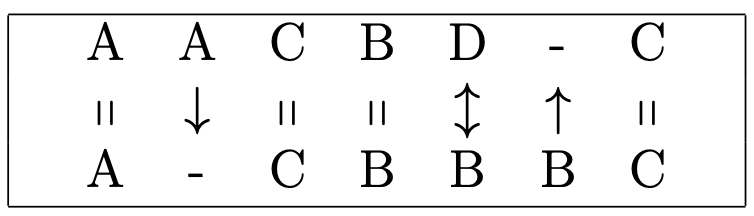 A A C B D - C
= ↓ = = ↕ ↑ =
A - C B B B C